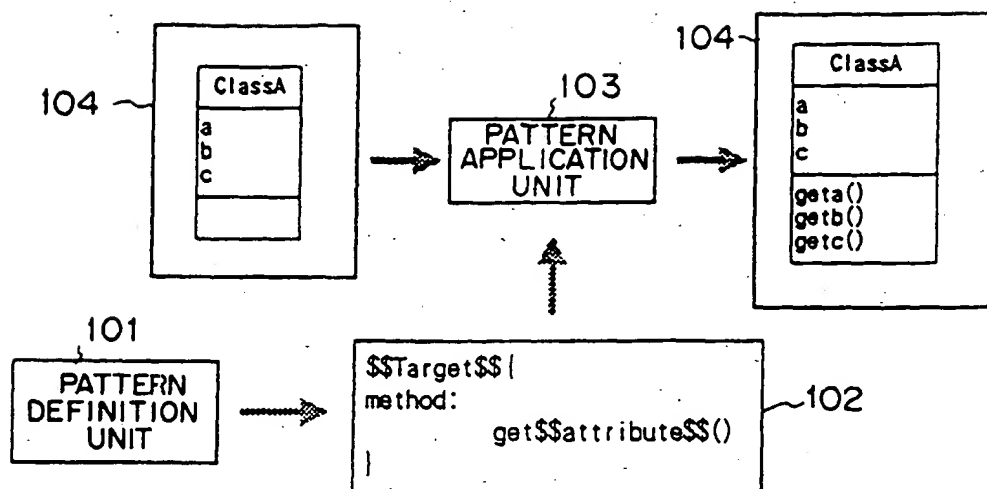 104
ClassA
a
b
c
103
PATTERN
APPLICATION
UNIT
104
ClassA
a
b
c
geta()
getb()
getc()
101
PATTERN
DEFINITION
UNIT
$$Target$${
method:
get$$attribute$$()
}
102